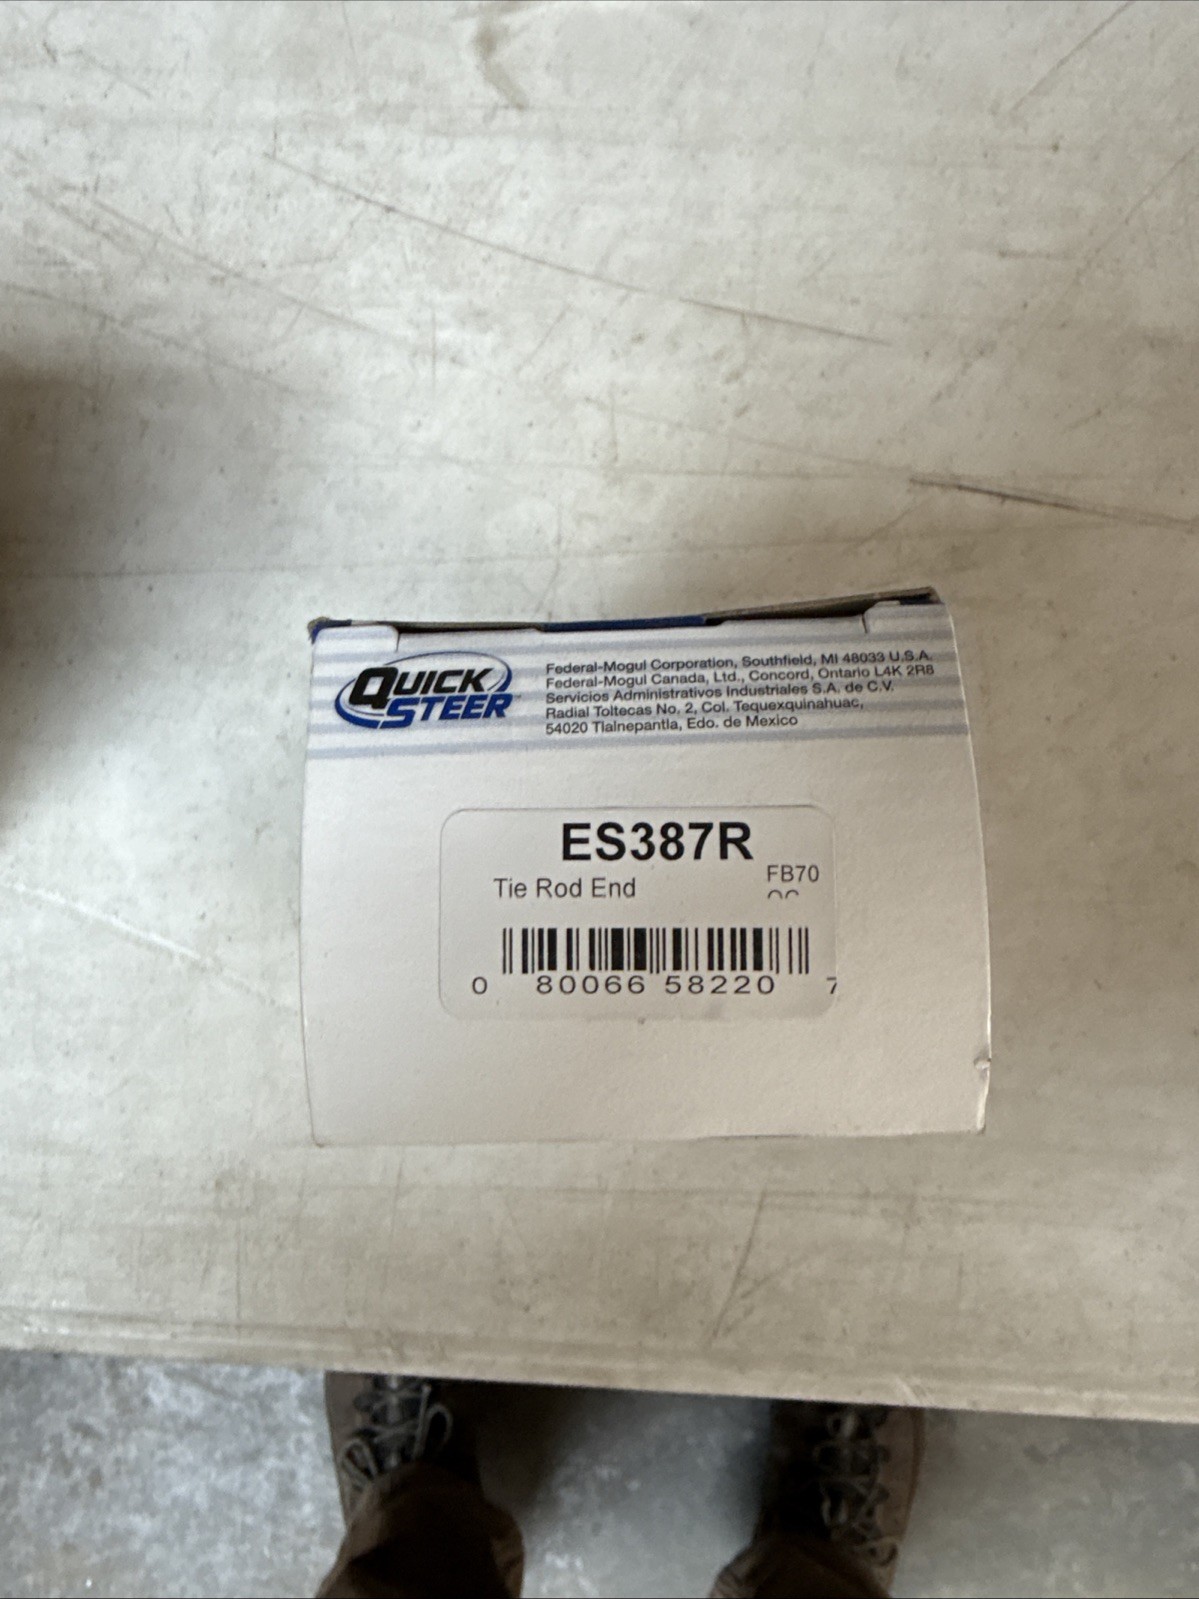 QUICK
STEER™
Federal-Mogul Corporation, Southfield, MI 48033 U.S.A.
Federal-Mogul Canada, Ltd., Concord, Ontario L4K 2R8
Servicios Administrativos Industriales S.A. de C.V.
Radial Toltecas No. 2, Col. Tequexquinahuac,
54020 Tlalnepantla, Edo. de Mexico
ES387R
Tie Rod End
FB70
0 80066 58220 7